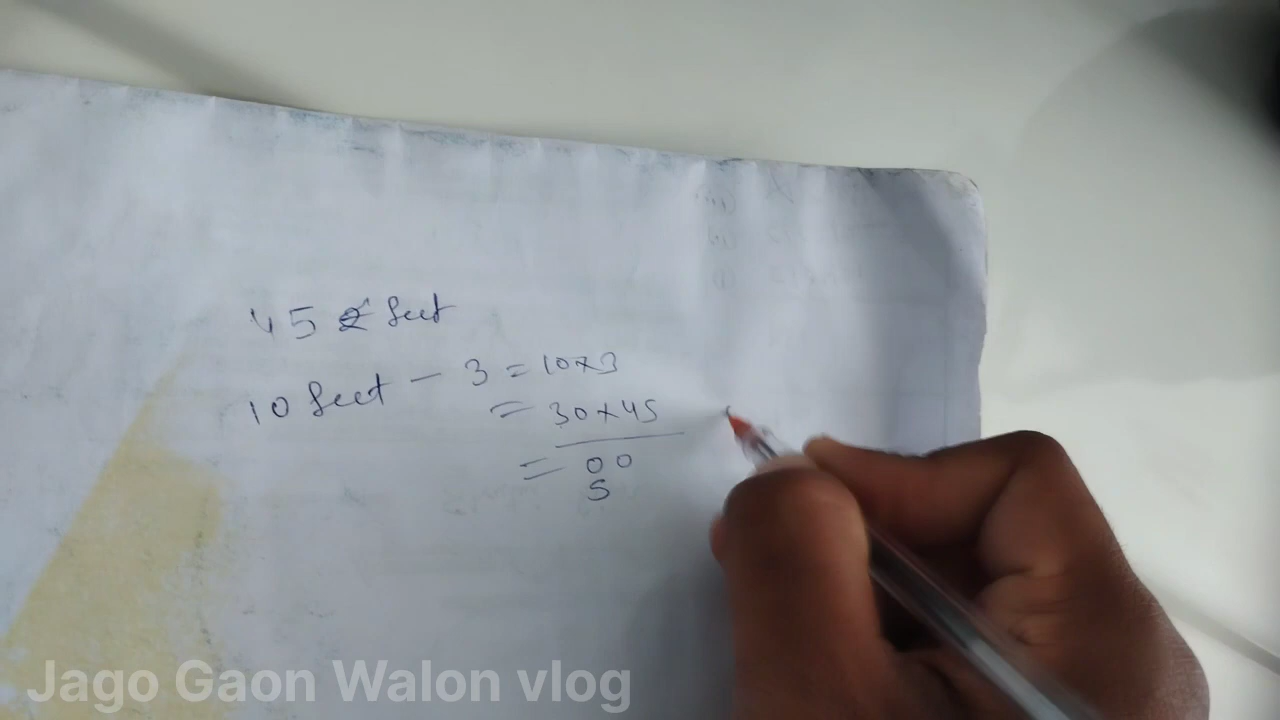 45 feet
10 feet - 3 = 10×3
= 30×45
= 00
5
Jago Gaon Walon vlog